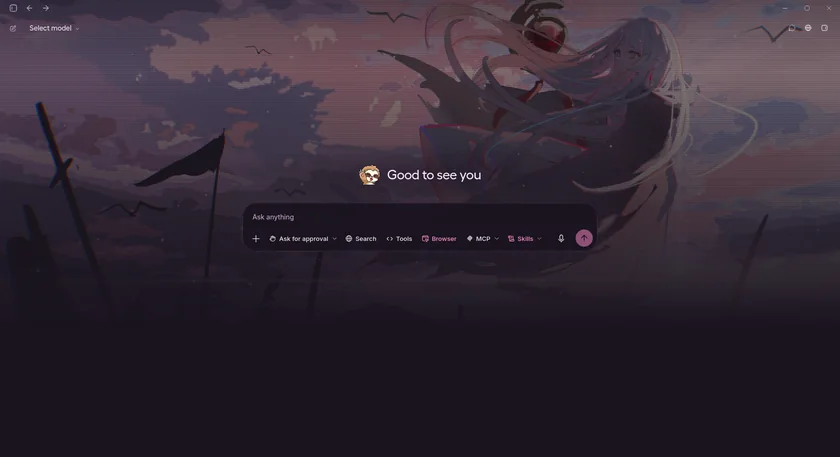 Select model
Good to see you
Ask anything
Ask for approval Search Tools Browser MCP Skills